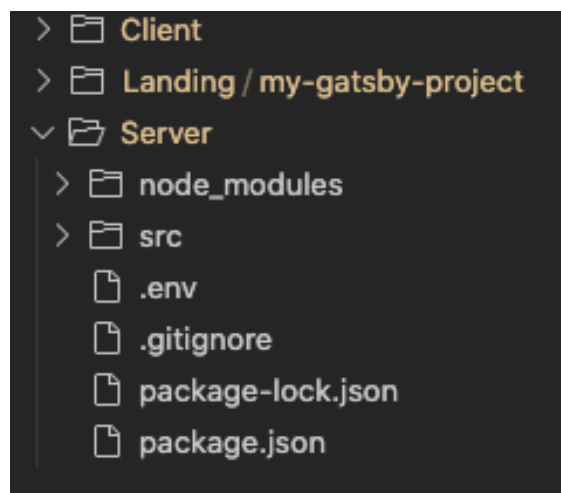 Client
Landing / my-gatsby-project
Server
node_modules
src
.env
.gitignore
package-lock.json
package.json